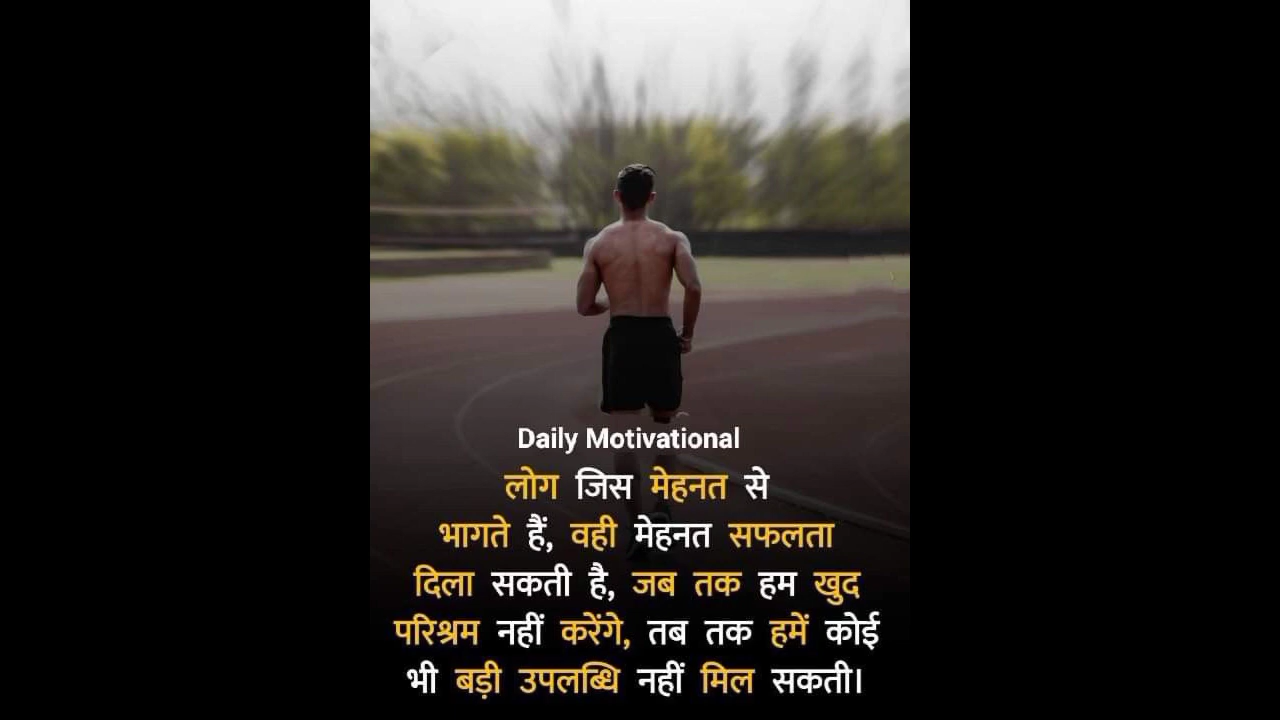 Daily Motivational
लोग जिस मेहनत से
भागते हैं, वही मेहनत सफलता
दिला सकती है, जब तक हम खुद
परिश्रम नहीं करेंगे, तब तक हमें कोई
भी बड़ी उपलब्धि नहीं मिल सकती।